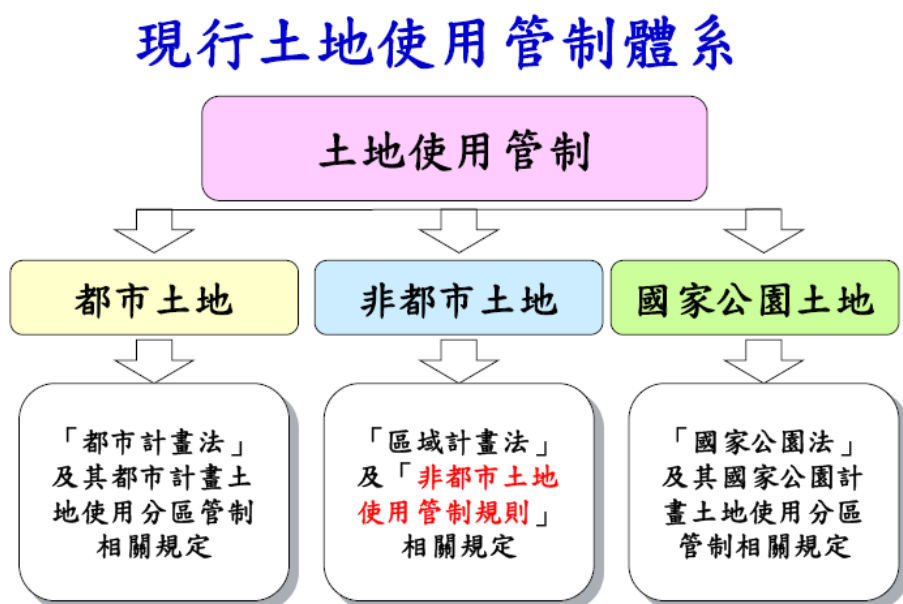 現行土地使用管制體系
土地使用管制
都市土地
非都市土地
國家公園土地
「都市計畫法」
及其都市計畫土
地使用分區管制
相關規定
「區域計畫法」
及「非都市土地
使用管制規則」
相關規定
「國家公園法」
及其國家公園計
畫土地使用分區
管制相關規定